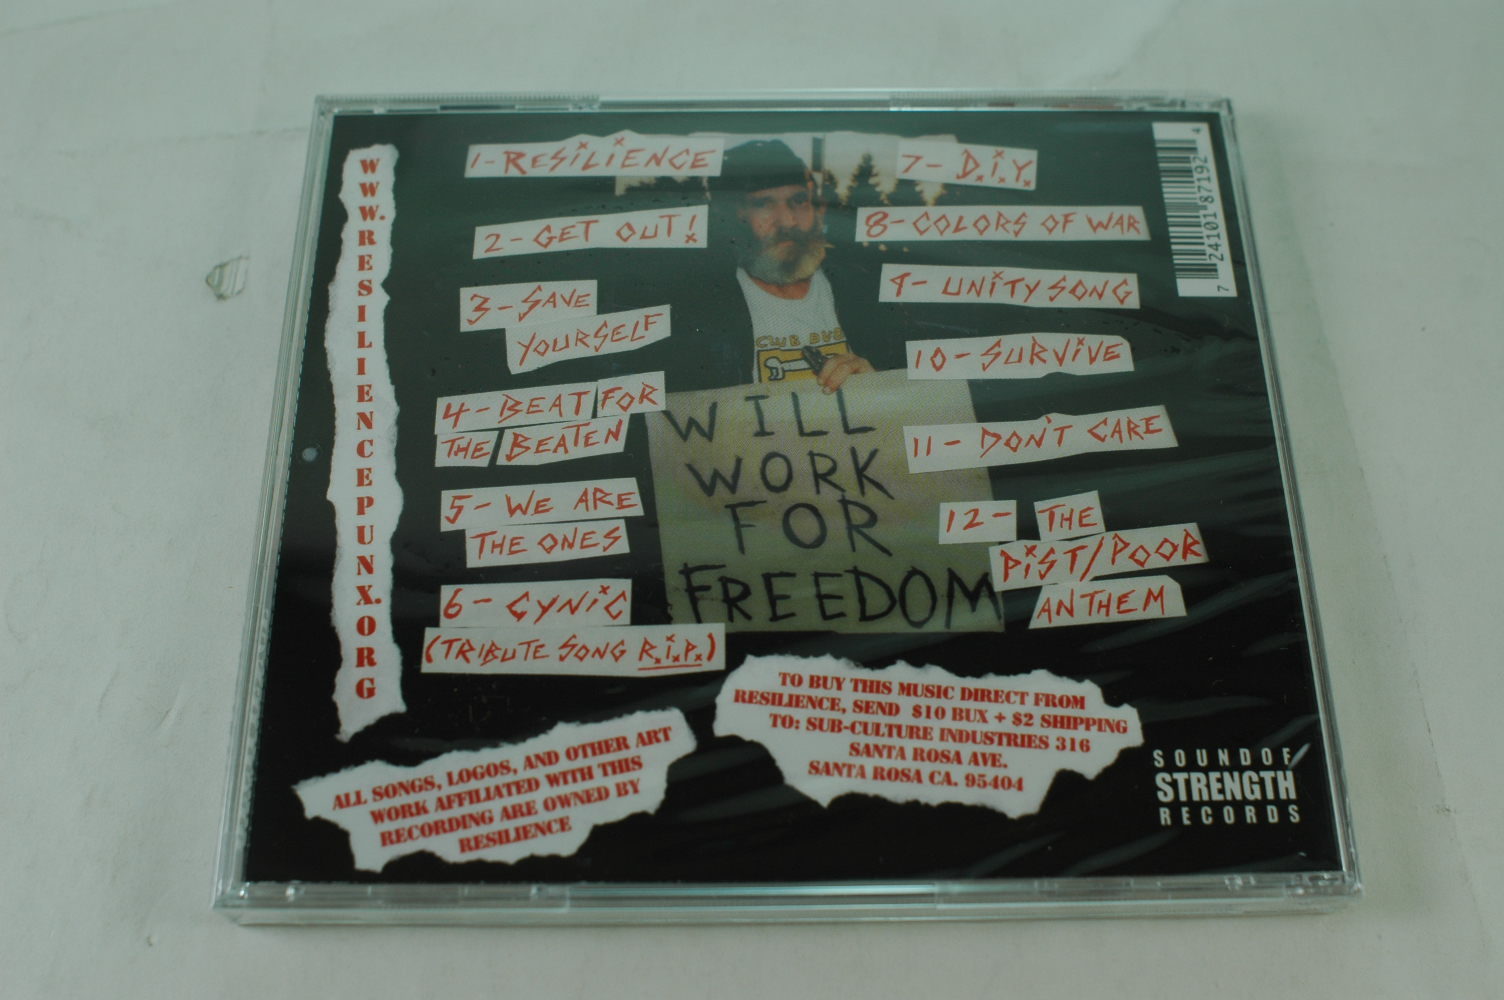 WWW.RESILIENCEPUNX.ORG
1-RESILIENCE
2-GET OUT!
3-SAVE
YOURSELF
4-BEAT FOR
THE BEATEN
5-WE ARE
THE ONES
6-CYNIC
(TRIBUTE SONG R.I.P.)
7-D.I.Y.
8-COLORS OF WAR
9-UNITY SONG
10-SURVIVE
11-DON'T CARE
12- THE
PIST/POOR
ANTHEM
CLUB
WILL
WORK
FOR
FREEDOM
7 24101 87192 4
ALL SONGS, LOGOS, AND OTHER ART
WORK AFFILIATED WITH THIS
RECORDING ARE OWNED BY
RESILIENCE
TO BUY THIS MUSIC DIRECT FROM
RESILIENCE, SEND $10 BUX + $2 SHIPPING
TO: SUB-CULTURE INDUSTRIES 316
SANTA ROSA AVE.
SANTA ROSA CA. 95404
SOUND OF
STRENGTH
RECORDS